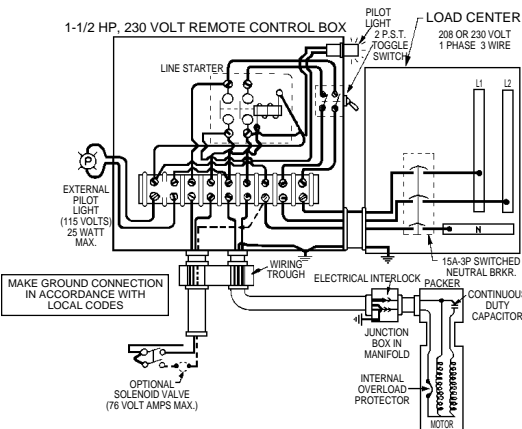 1-1/2 HP, 230 VOLT REMOTE CONTROL BOX
PILOT
LIGHT
2 P.S.T.
TOGGLE
SWITCH
LOAD CENTER
208 OR 230 VOLT
1 PHASE 3 WIRE
LINE STARTER
L1
L2
P
EXTERNAL
PILOT
LIGHT
(115 VOLTS)
25 WATT
MAX.
N
15A-3P SWITCHED
NEUTRAL BRKR.
WIRING
TROUGH
MAKE GROUND CONNECTION
IN ACCORDANCE WITH
LOCAL CODES
ELECTRICAL INTERLOCK
PACKER
CONTINUOUS
DUTY
CAPACITOR
JUNCTION
BOX IN
MANIFOLD
OPTIONAL
SOLENOID VALVE
(76 VOLT AMPS MAX.)
INTERNAL
OVERLOAD
PROTECTOR
MOTOR